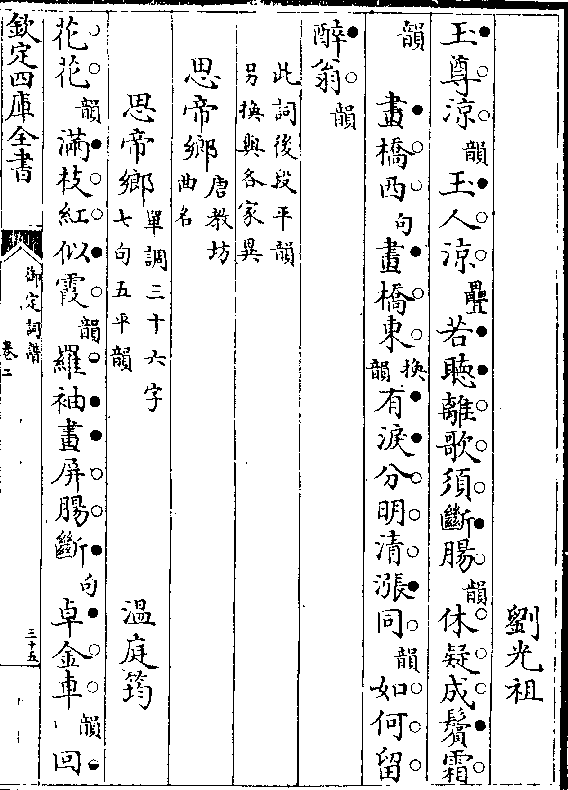 劉光祖
玉尊涼韻玉人涼疊若聽離歌須斷腸韻休疑成鬢霜
韻　畫橋西句畫橋東換韻有淚分明清漲同韻如何留
醉翁韻
此詞後段平韻
另換與各家異
思帝鄉唐教坊曲名
思帝鄉單調三十六字七句五平韻　溫庭筠
花花韻滿枝紅似霞韻羅袖畫屏腸斷句卓金車韻回
欽定四庫全書
御定詞譜
卷二
三十五